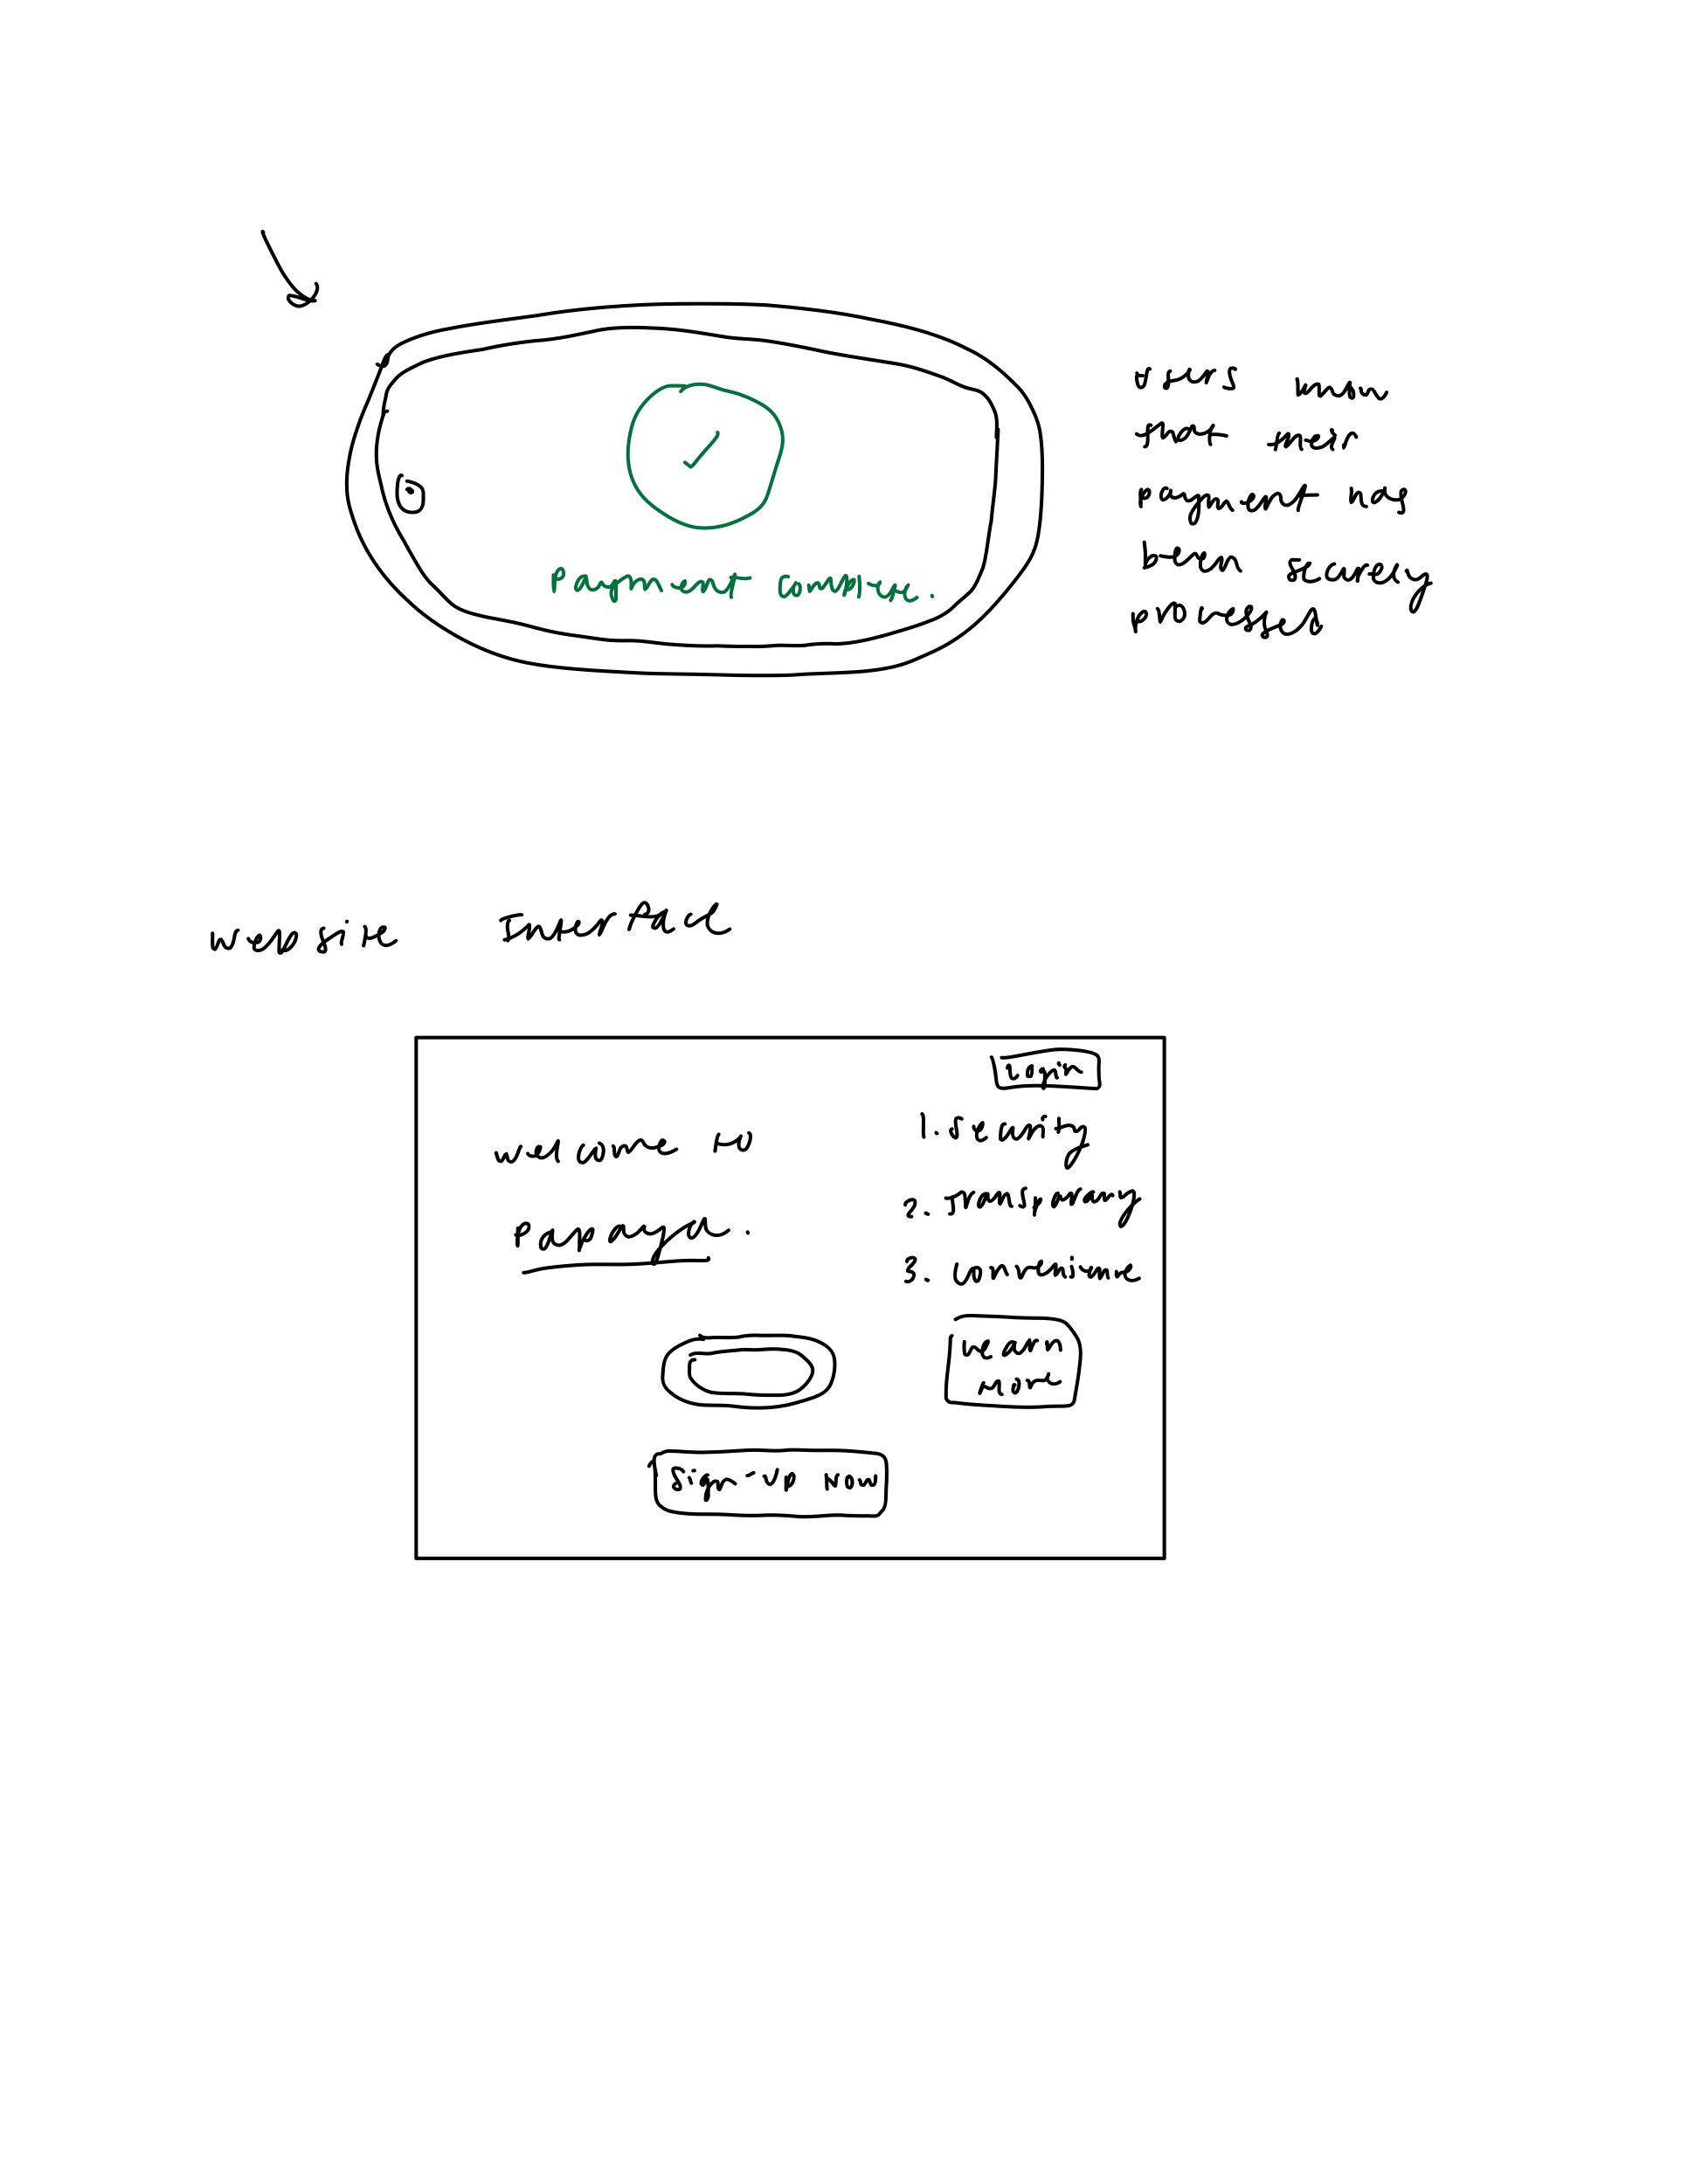 Payment complete.
Users know
that their
payment has
been securely
processed
Website Interface
Login
Welcome to
1. Security
2. Transparency
3. Convenience
Learn
More
Sign-Up Now